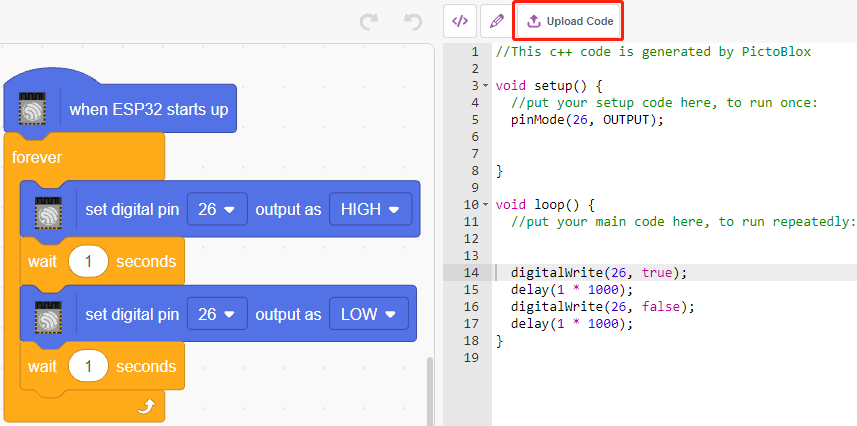 when ESP32 starts up
forever
set digital pin 26 output as HIGH
wait 1 seconds
set digital pin 26 output as LOW
wait 1 seconds
Upload Code
1 //This c++ code is generated by PictoBlox
2
3 void setup() {
4 //put your setup code here, to run once:
5 pinMode(26, OUTPUT);
6
7
8 }
9
10 void loop() {
11 //put your main code here, to run repeatedly:
12
13
14 digitalWrite(26, true);
15 delay(1 * 1000);
16 digitalWrite(26, false);
17 delay(1 * 1000);
18 }
19